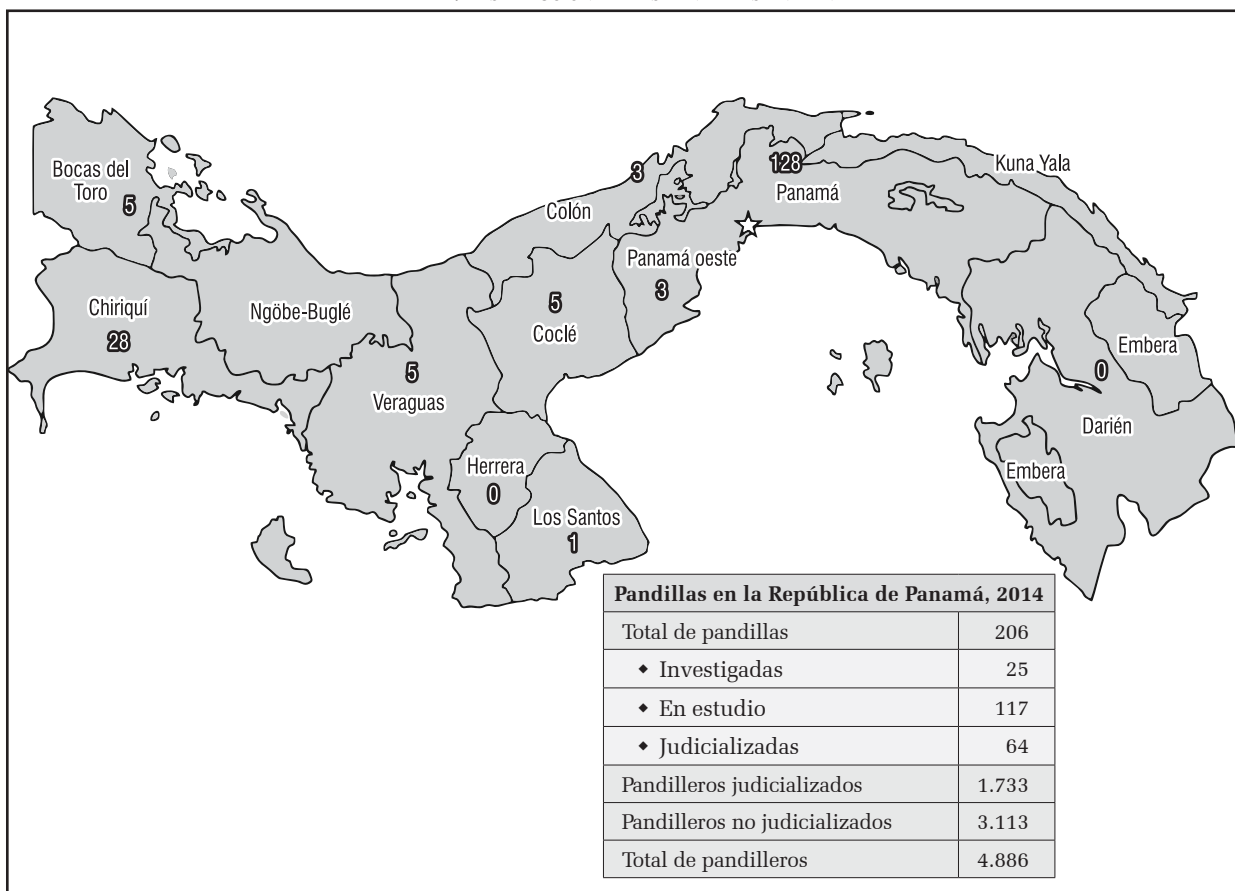 3
128
Kuna Yala
Bocas del
Toro
5
Panamá
Colón
Panamá oeste
3
Chiriquí
28
Ngöbe-Buglé
5
Coclé
Embera
0
5
Veraguas
Darién
Herrera
0
Embera
Los Santos
1
Pandillas en la República de Panamá, 2014
Total de pandillas 206
◆ Investigadas 25
◆ En estudio 117
◆ Judicializadas 64
Pandilleros judicializados 1.733
Pandilleros no judicializados 3.113
Total de pandilleros 4.886